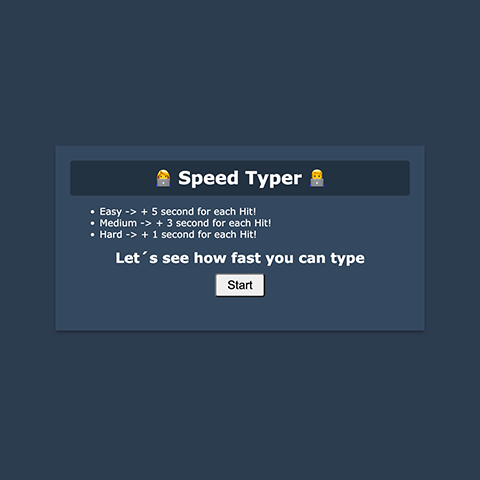 Speed Typer
• Easy -> + 5 second for each Hit!
• Medium -> + 3 second for each Hit!
• Hard -> + 1 second for each Hit!
Let´s see how fast you can type
Start